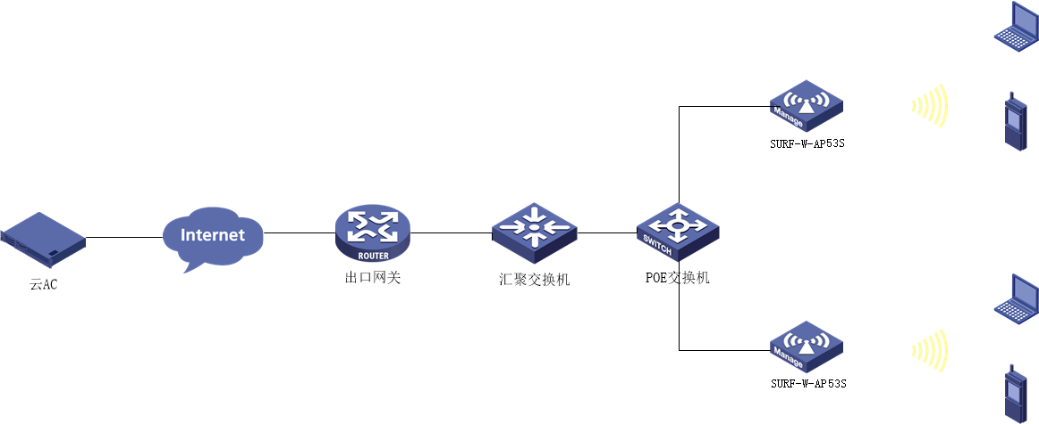 Manage
SURF-W-AP53S
云AC
Internet
ROUTER
出口网关
汇聚交换机
SWITCH
POE交换机
Manage
SURF-W-AP53S